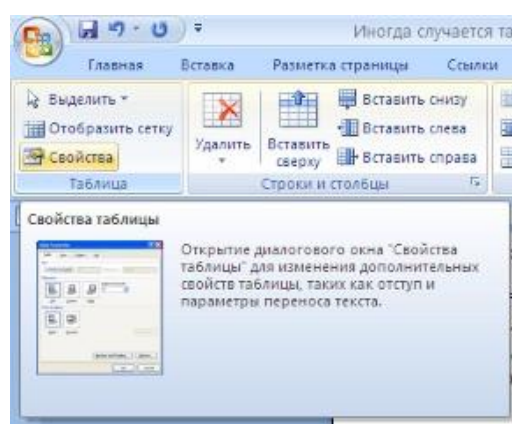 Иногда случается та
Главная Вставка Разметка страницы Ссылки
Выделить
Отобразить сетку
Свойства
Таблица
Удалить
Вставить сверху
Вставить снизу
Вставить слева
Вставить справа
Строки и столбцы
Свойства таблицы
Открытие диалогового окна "Свойства
таблицы" для изменения дополнительных
свойств таблицы, таких как отступ и
параметры переноса текста.